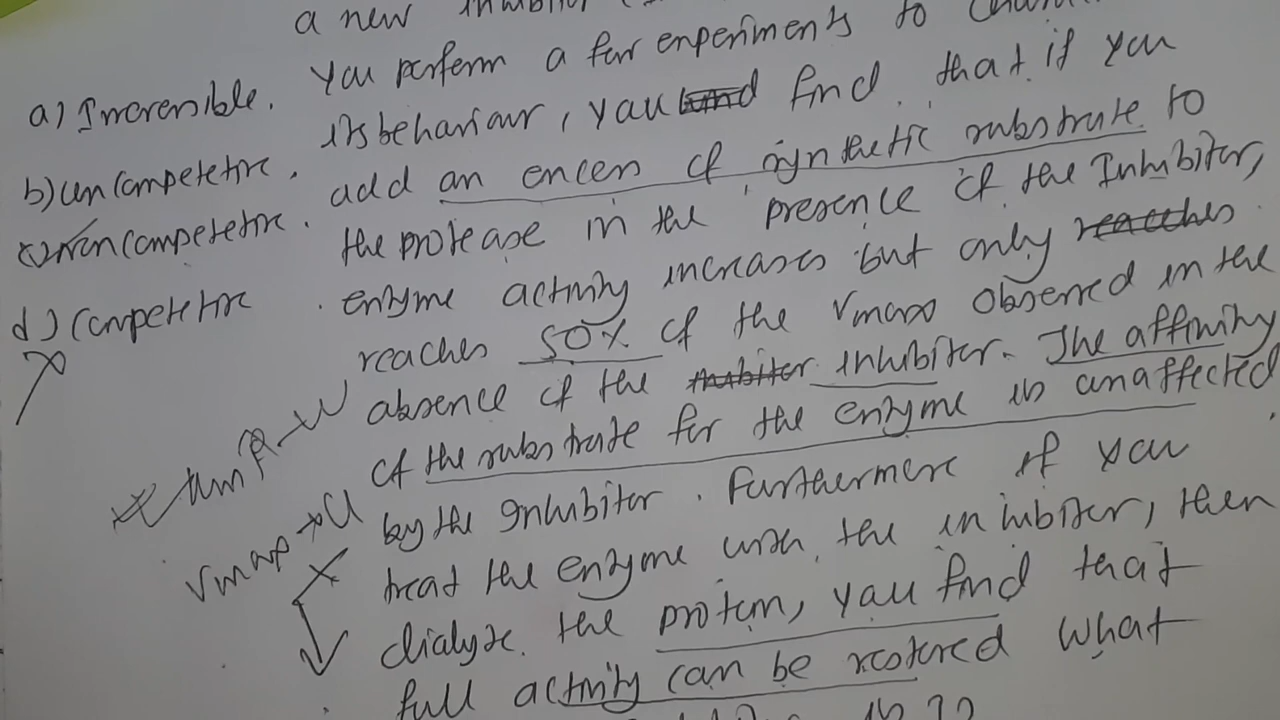 a new
You perform a few experiments to
a) Irreversible.
its behaviour, you find that if you
b) uncompetetive.
add an excess of synthetic substrate to
c) noncompetetive.
the protease in the presence of the Inhibitor,
d) competetive
enzyme activity increases but only reaches
reaches 50% of the vmax observed in the
absence of the inhibitor. The affinity
of the substrate for the enzyme is unaffected
by the Inhibitor. Furthermore if you
treat the enzyme with the inhibitor, then
dialyze the protein, you find that
full activity can be restored what